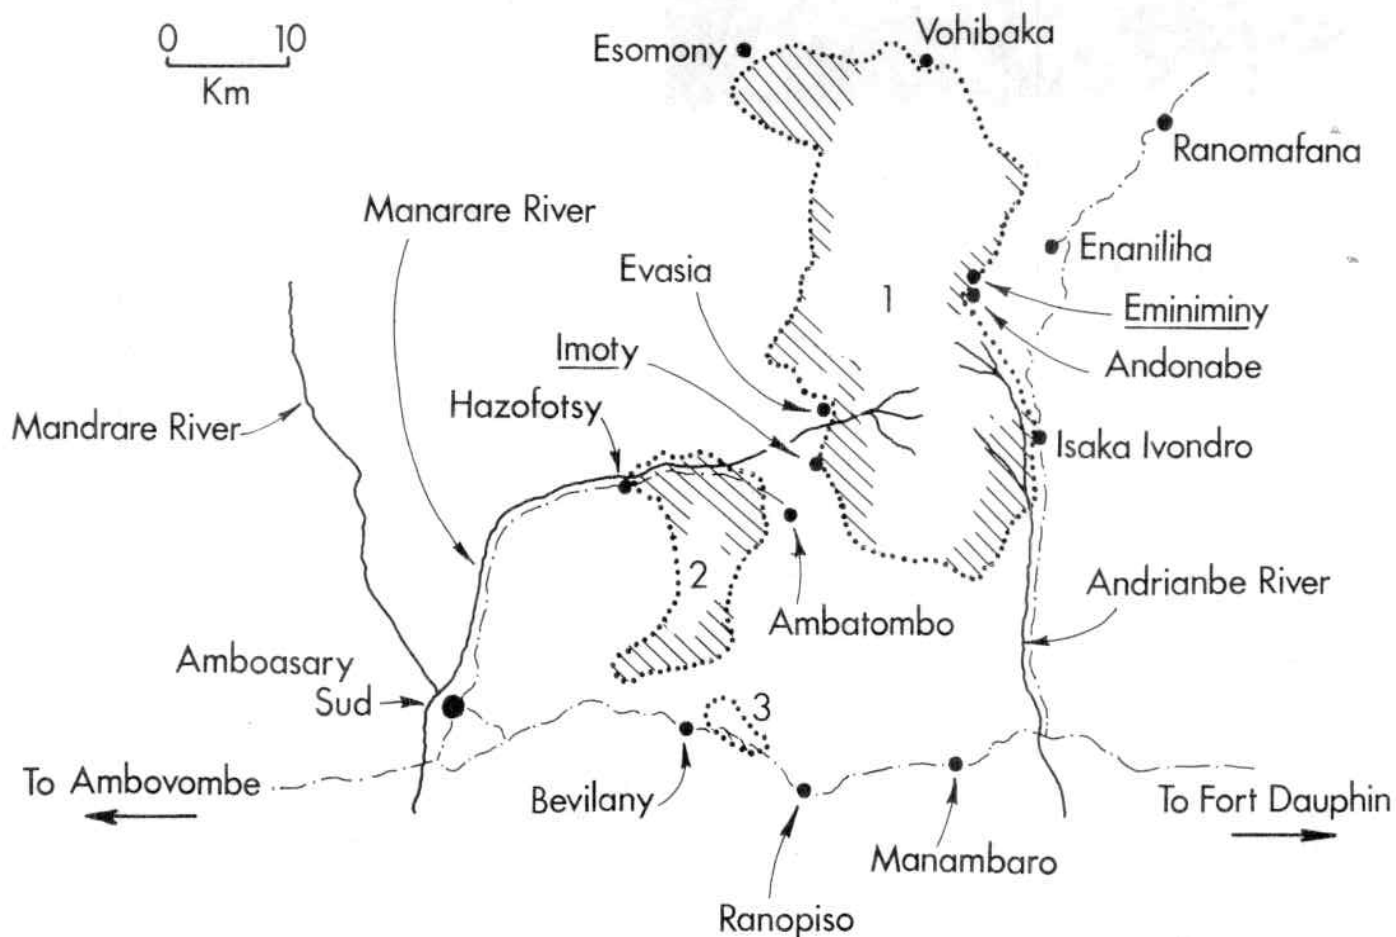 0 10
Km
Esomony
Vohibaka
Ranomafana
Manarare River
Enaniliha
Evasia
1
Eminiminy
Imoty
Andonabe
Hazofotsy
Mandrare River
Isaka Ivondro
2
Andrianbe River
Ambatombo
Amboasary
Sud
3
To Ambovombe
Bevilany
To Fort Dauphin
Manambaro
Ranopiso